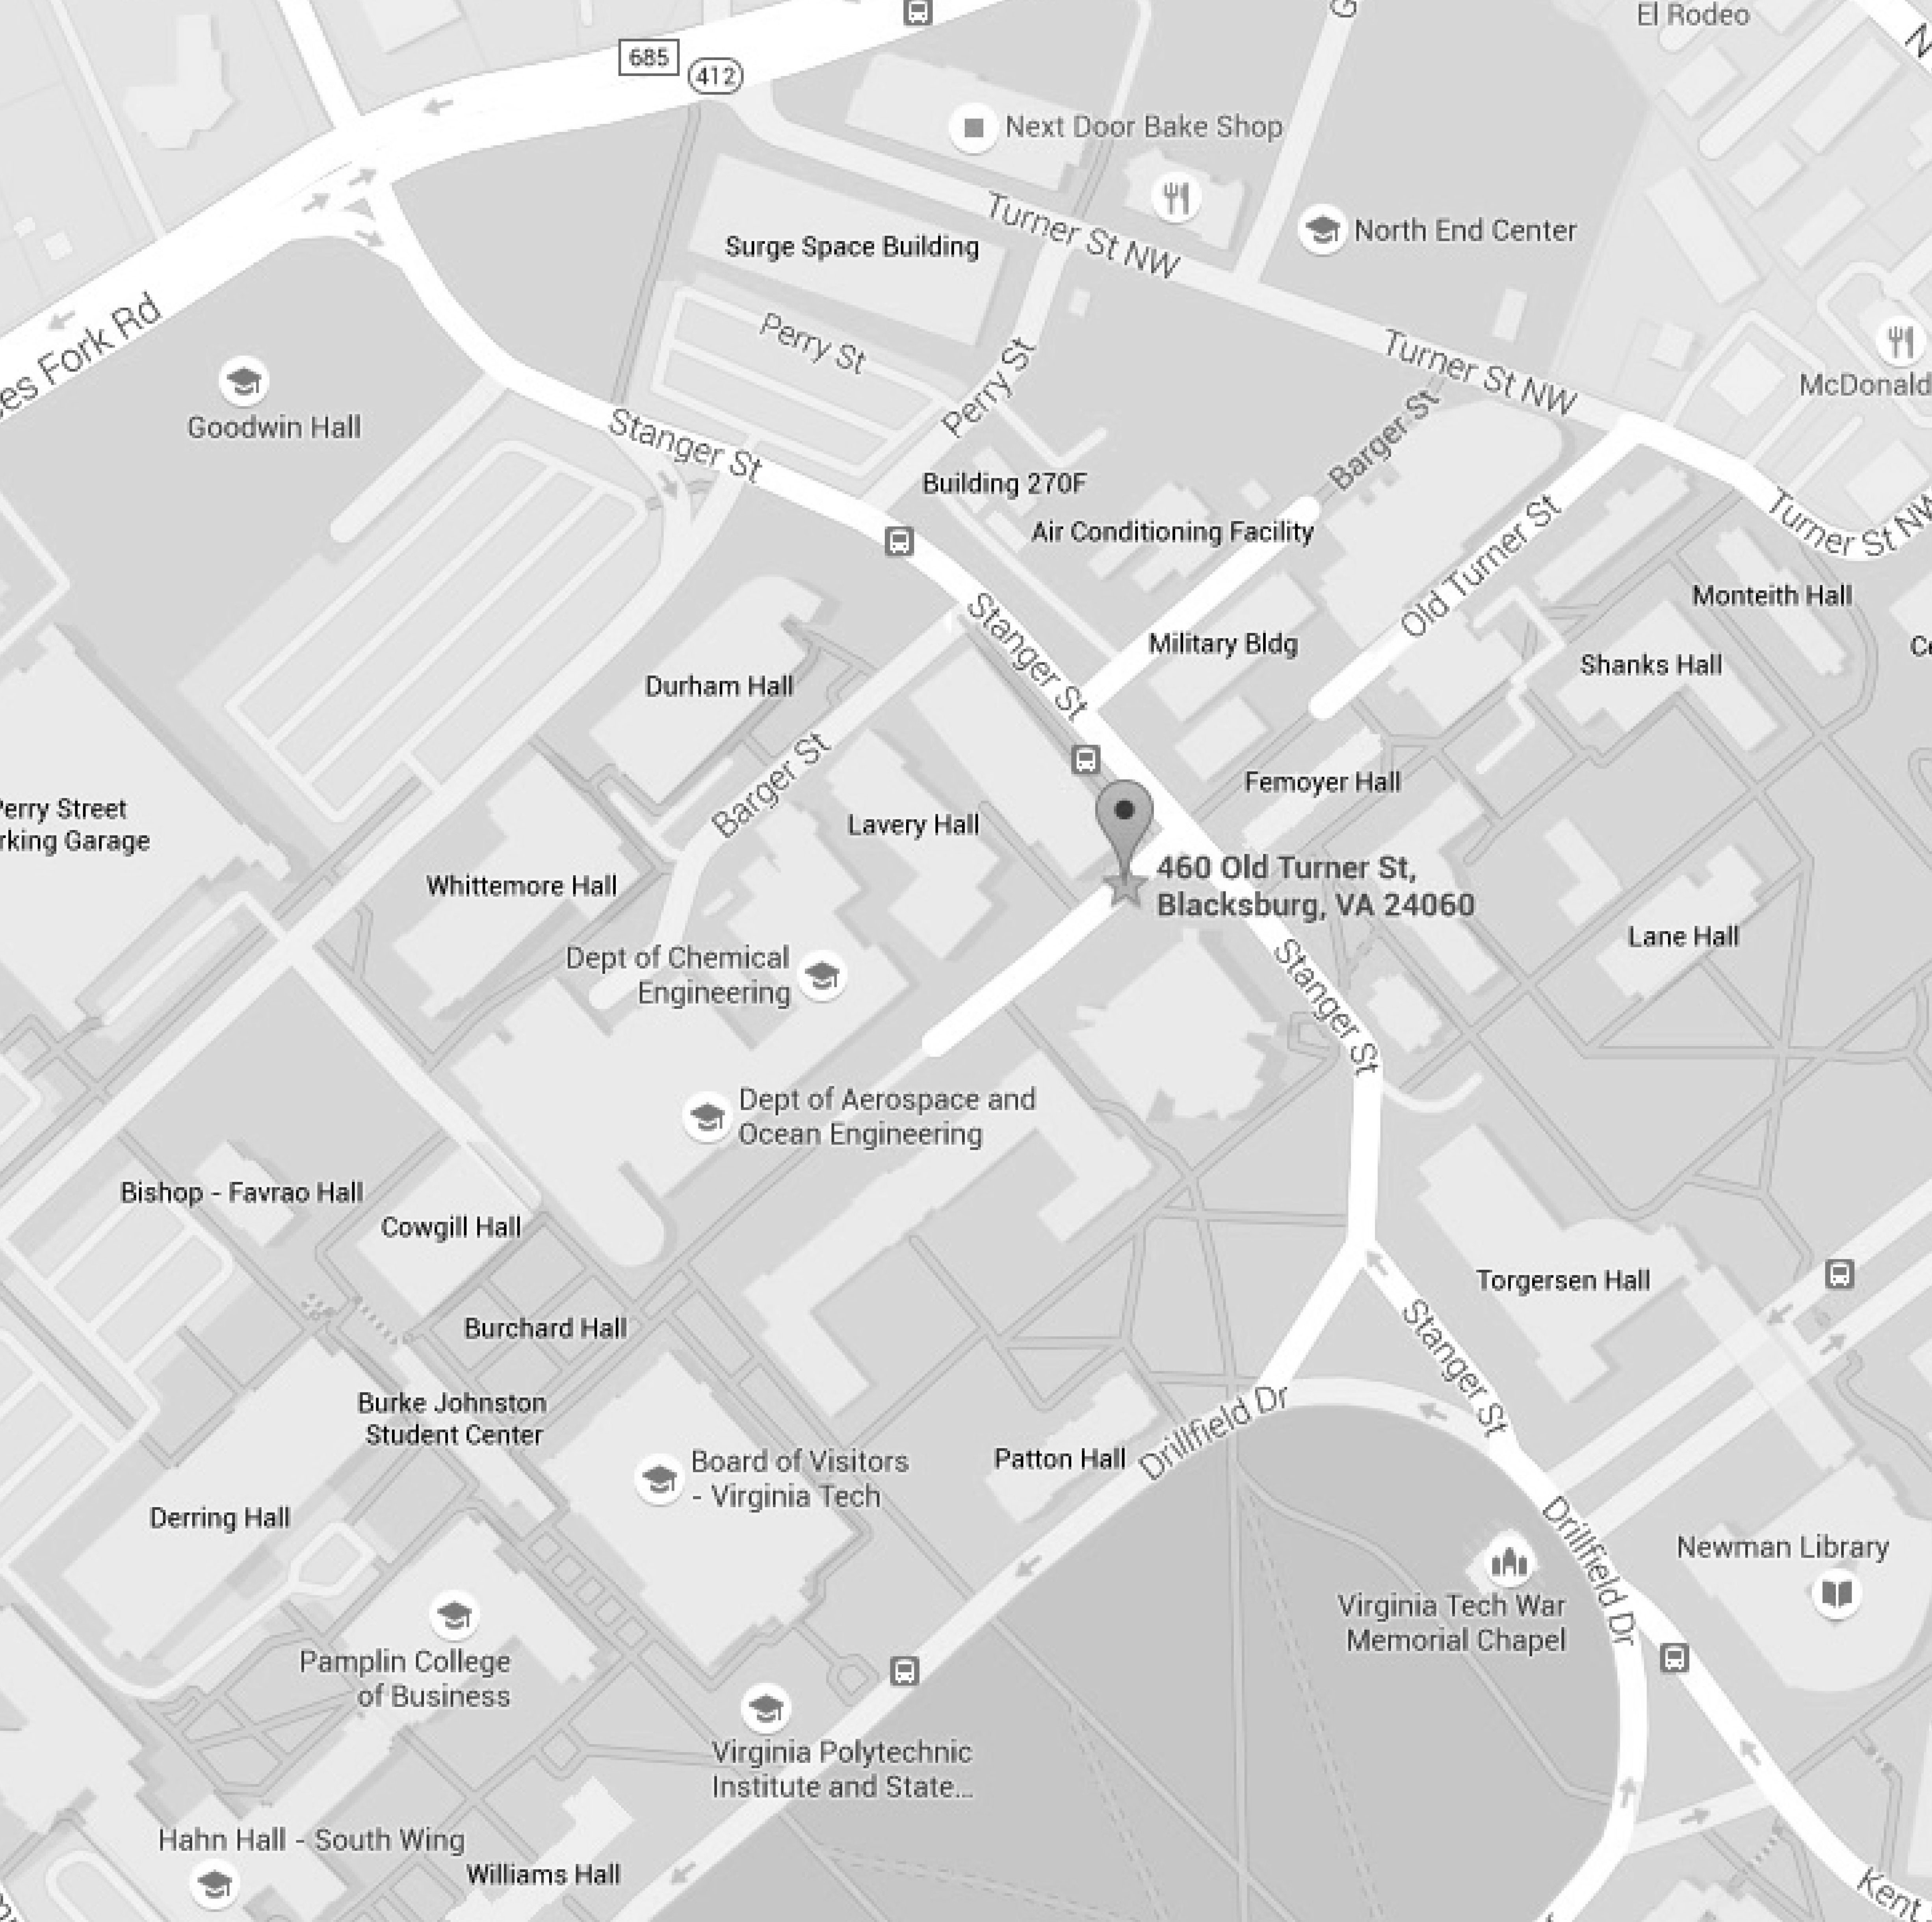 El Rodeo
N
G
685
412
Next Door Bake Shop
Turner St NW
North End Center
Surge Space Building
Perry St
Perry St
es Fork Rd
Turner St NW
McDonald
Goodwin Hall
Stanger St
Barger St
Building 270F
Air Conditioning Facility
Old Turner St
Turner St NW
Monteith Hall
Stanger St
Military Bldg
Shanks Hall
Ce
Durham Hall
Barger St
Femoyer Hall
Perry Street
rking Garage
Lavery Hall
Whittemore Hall
460 Old Turner St,
Blacksburg, VA 24060
Lane Hall
Dept of Chemical
Engineering
Stanger St
Dept of Aerospace and
Ocean Engineering
Bishop - Favrao Hall
Cowgill Hall
Torgersen Hall
Burchard Hall
Stanger St
Burke Johnston
Student Center
Drillfield Dr
Patton Hall
Board of Visitors
- Virginia Tech
Derring Hall
Drillfield Dr
Newman Library
Virginia Tech War
Memorial Chapel
Pamplin College
of Business
Virginia Polytechnic
Institute and State...
Hahn Hall - South Wing
Williams Hall
Kent